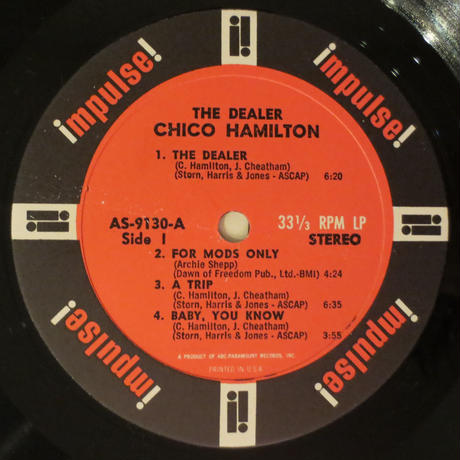 impulse!
impulse!
THE DEALER
CHICO HAMILTON
1. THE DEALER
(C. Hamilton, J. Cheatham)
(Storn, Harris & Jones - ASCAP) 6:20
AS-9130-A 33 1/3 RPM LP
Side I STEREO
2. FOR MODS ONLY
(Archie Shepp)
(Dawn of Freedom Pub., Ltd.-BMI) 4:24
3. A TRIP
(C. Hamilton, J. Cheatham)
(Storn, Harris & Jones - ASCAP) 6:35
4. BABY, YOU KNOW
(C. Hamilton, J. Cheatham)
(Storn, Harris & Jones - ASCAP) 3:55
A PRODUCT OF ABC-PARAMOUNT RECORDS, INC.
PRINTED IN U.S.A.
impulse!
impulse!